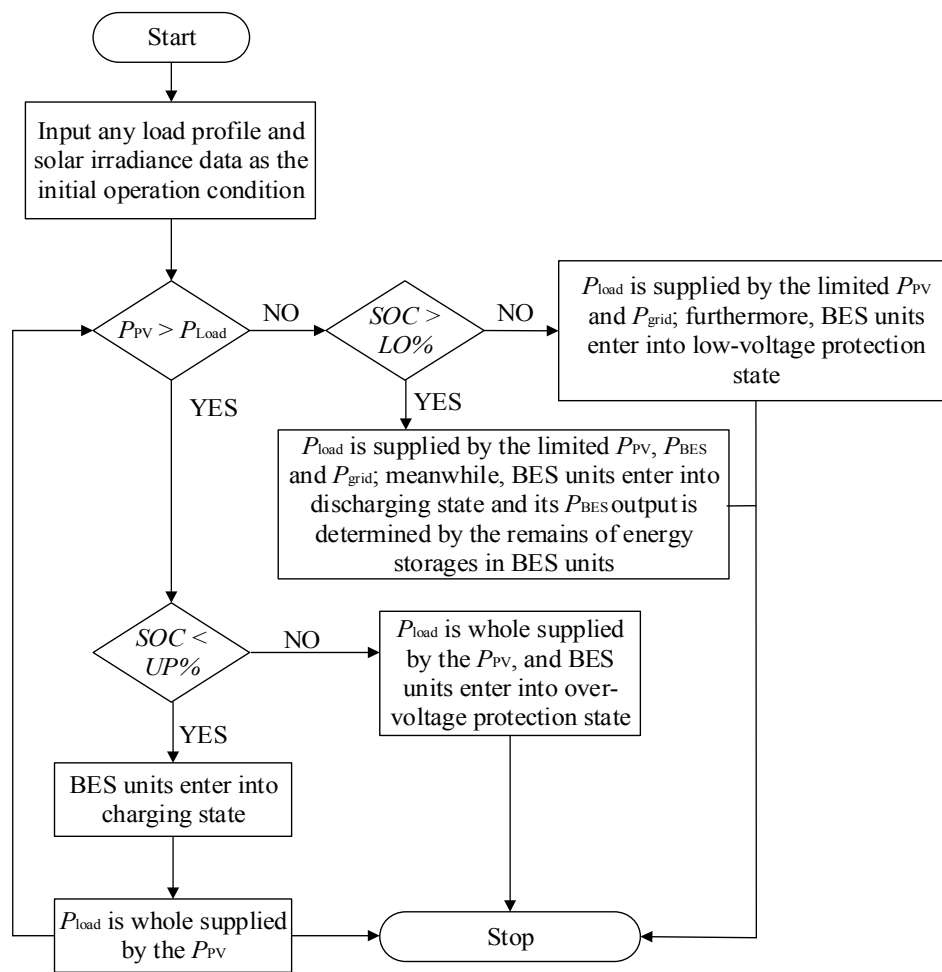 Start
Input any load profile and
solar irradiance data as the
initial operation condition
PPV > PLoad
NO
SOC >
LO%
NO
Pload is supplied by the limited PPV
and Pgrid; furthermore, BES units
enter into low-voltage protection
state
YES
YES
Pload is supplied by the limited PPV, PBES
and Pgrid; meanwhile, BES units enter into
discharging state and its PBES output is
determined by the remains of energy
storages in BES units
SOC <
UP%
NO
Pload is whole supplied
by the PPV, and BES
units enter into over-
voltage protection state
YES
BES units enter into
charging state
Pload is whole supplied
by the PPV
Stop